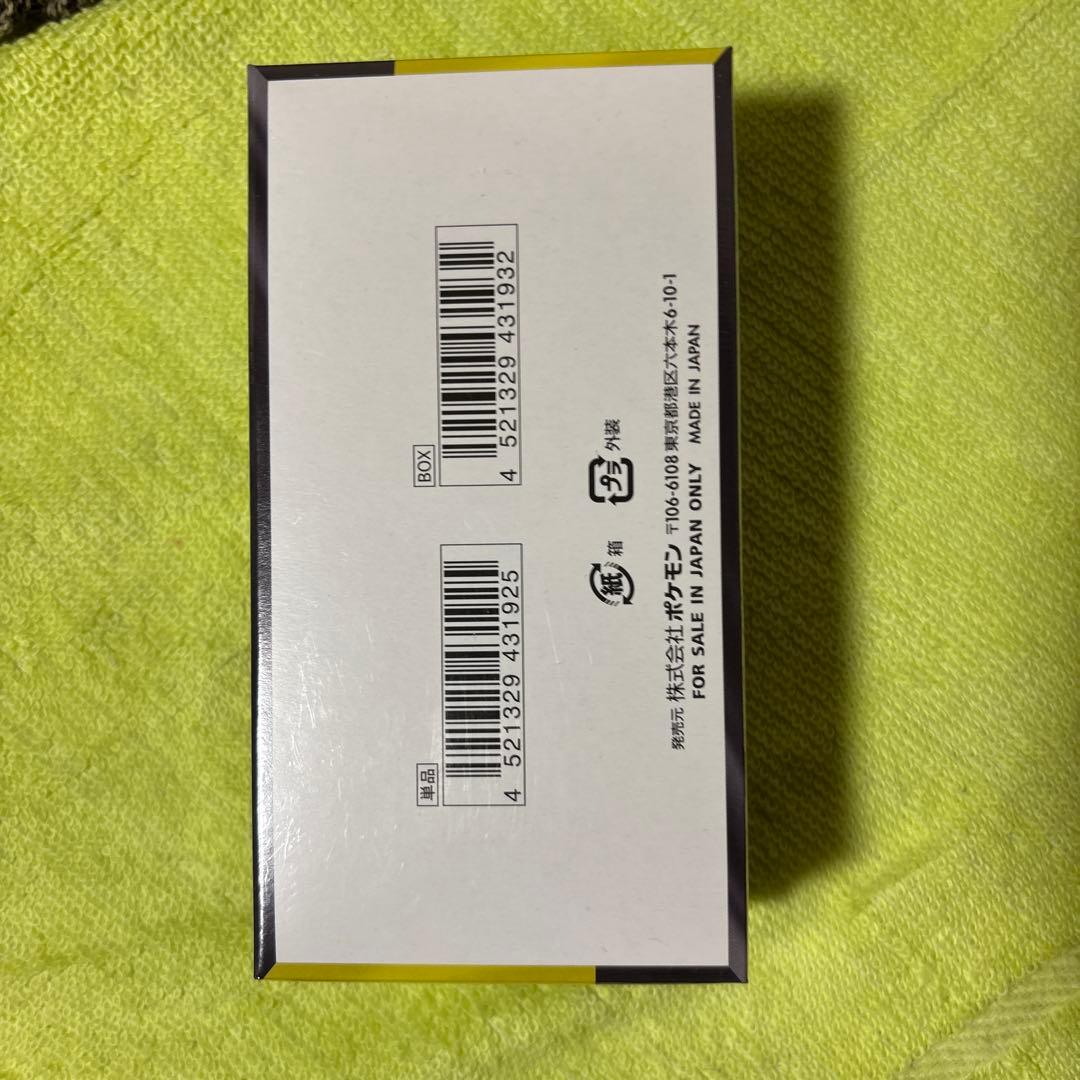 単品
4 521329 431925
BOX
4 521329 431932
紙 箱
プラ 外装
発売元 株式会社ポケモン 〒106-6108 東京都港区六本木6-10-1
FOR SALE IN JAPAN ONLY MADE IN JAPAN